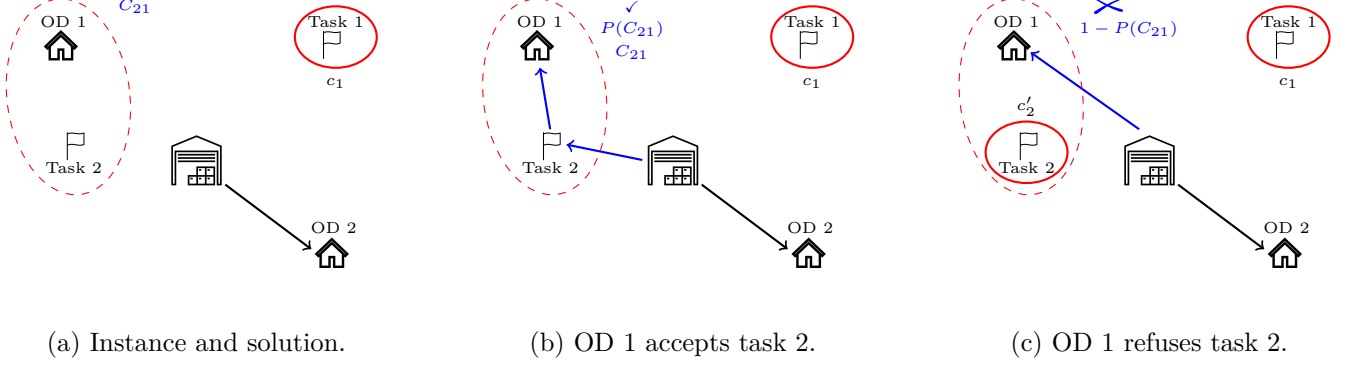 C₂₁
OD 1
Task 1
c₁
Task 2
OD 2
(a) Instance and solution.
✓
P(C₂₁)
C₂₁
OD 1
Task 1
c₁
Task 2
OD 2
(b) OD 1 accepts task 2.
1 − P(C₂₁)
OD 1
Task 1
c₁
c′₂
Task 2
OD 2
(c) OD 1 refuses task 2.